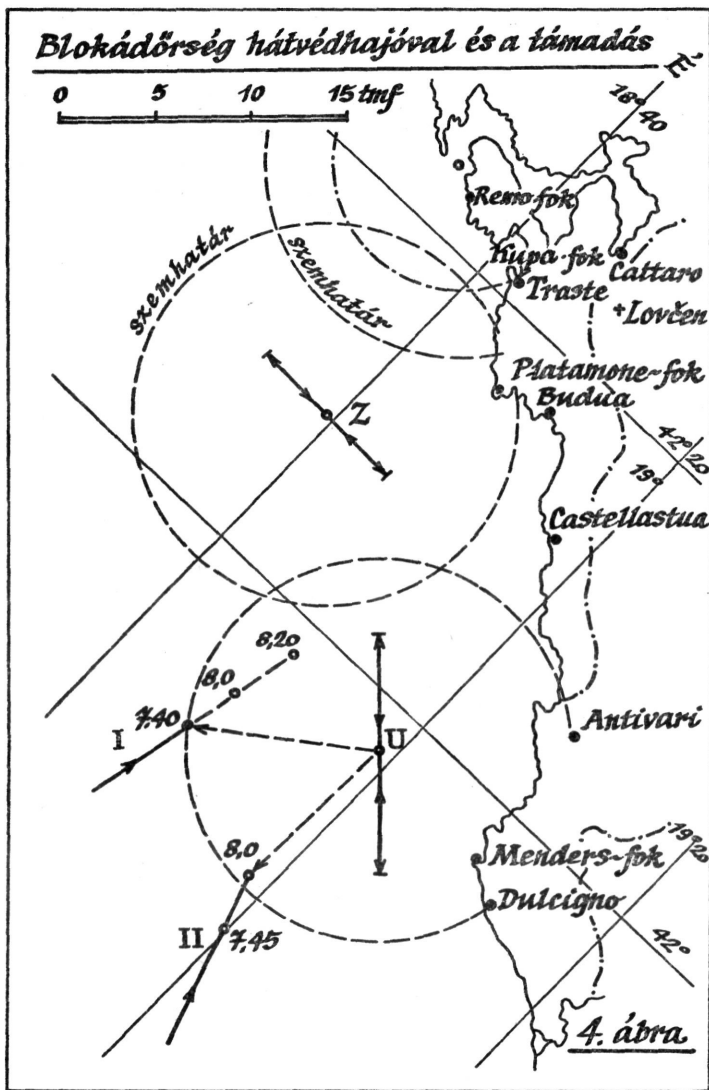 Blokádőrség hátvédhajóval és a támadás
0 5 10 15 tmf
É
18° 40
Remo fok
Kupa-fok
Cattaro
Traste
+Lovčen
szemhatár
szemhatár
Platamone-fok
Budua
Z
42° 20
19°
Castellastua
8,20
8,0
7,40
I
U
Antivari
8,0
19° 20
Menders-fok
Dulcigno
II
7,45
42°
4. ábra